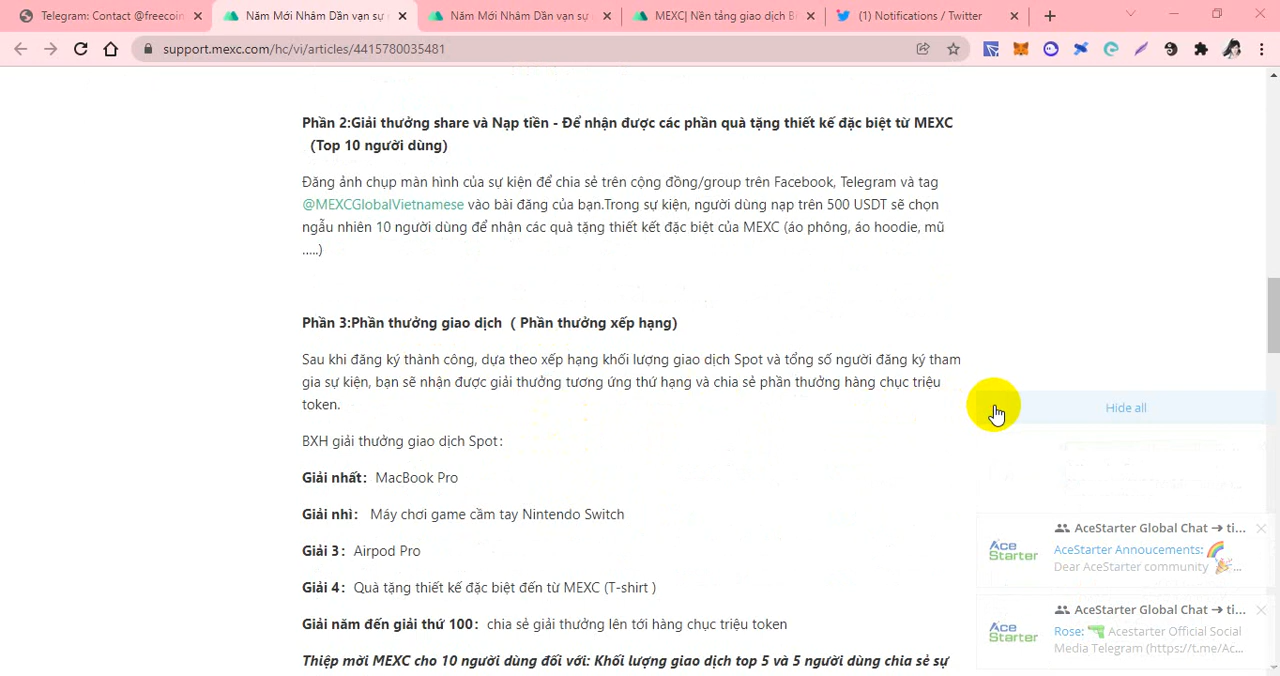 Telegram: Contact @freecoin
Năm Mới Nhâm Dần vạn sự
Năm Mới Nhâm Dần vạn sự
MEXC| Nền tảng giao dịch B
(1) Notifications / Twitter
support.mexc.com/hc/vi/articles/4415780035481
Phần 2:Giải thưởng share và Nạp tiền - Để nhận được các phần quà tặng thiết kế đặc biệt từ MEXC
(Top 10 người dùng)
Đăng ảnh chụp màn hình của sự kiện để chia sẻ trên cộng đồng/group trên Facebook, Telegram và tag
@MEXCGlobalVietnamese vào bài đăng của bạn.Trong sự kiện, người dùng nạp trên 500 USDT sẽ chọn
ngẫu nhiên 10 người dùng để nhận các quà tặng thiết kết đặc biệt của MEXC (áo phông, áo hoodie, mũ
.....)
Phần 3:Phần thưởng giao dịch ( Phần thưởng xếp hạng)
Sau khi đăng ký thành công, dựa theo xếp hạng khối lượng giao dịch Spot và tổng số người đăng ký tham
gia sự kiện, bạn sẽ nhận được giải thưởng tương ứng thứ hạng và chia sẻ phần thưởng hàng chục triệu
token.
Hide all
BXH giải thưởng giao dịch Spot:
Giải nhất: MacBook Pro
Giải nhì: Máy chơi game cầm tay Nintendo Switch
Giải 3: Airpod Pro
Giải 4: Quà tặng thiết kế đặc biệt đến từ MEXC (T-shirt )
Giải năm đến giải thứ 100: chia sẻ giải thưởng lên tới hàng chục triệu token
Thiệp mời MEXC cho 10 người dùng đối với: Khối lượng giao dịch top 5 và 5 người dùng chia sẻ sự
Ace Starter
AceStarter Global Chat ➜ ti...
AceStarter Annoucements: 🌈
Dear AceStarter community 🎉...
Ace Starter
AceStarter Global Chat ➜ ti...
Rose: 🔫 Acestarter Official Social
Media Telegram (https://t.me/Ac...